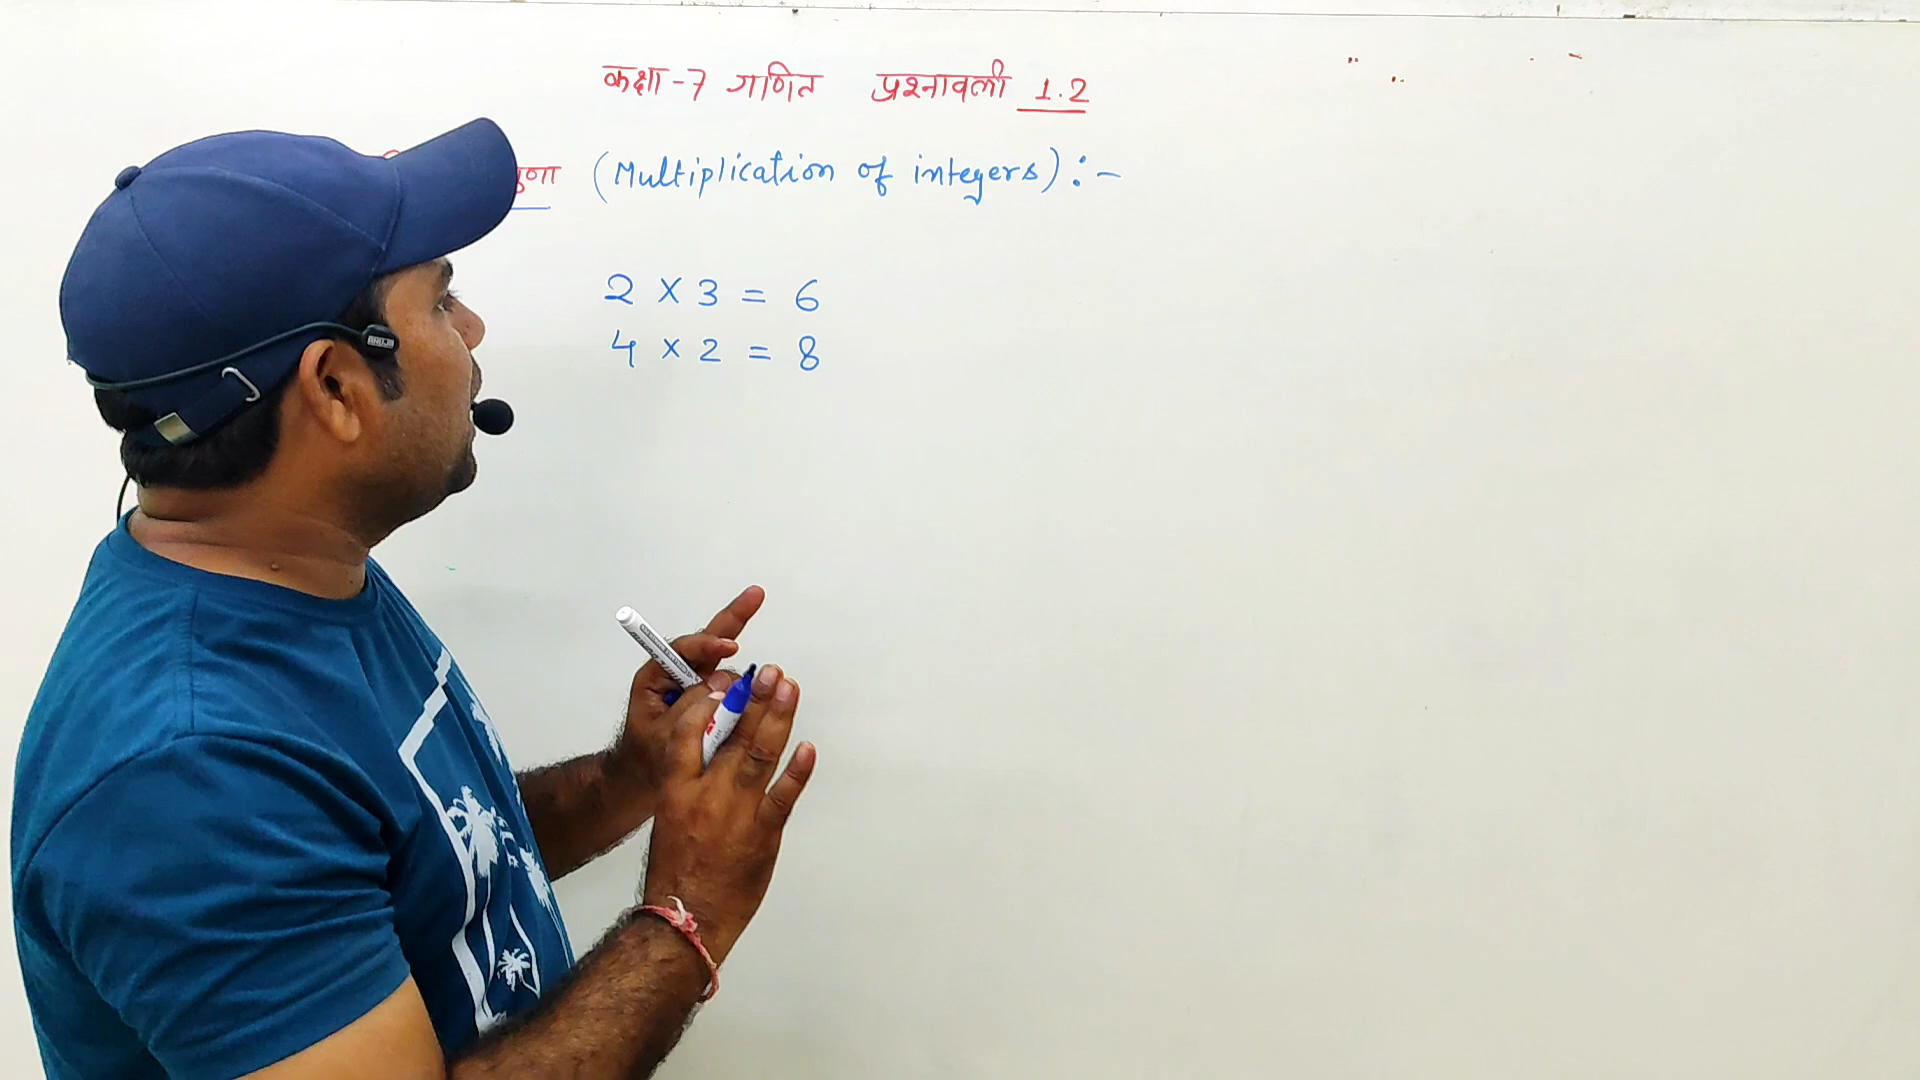 कक्षा-7 गणित प्रश्नावली 1.2
गुणा (Multiplication of integers) :-
2 × 3 = 6
4 × 2 = 8